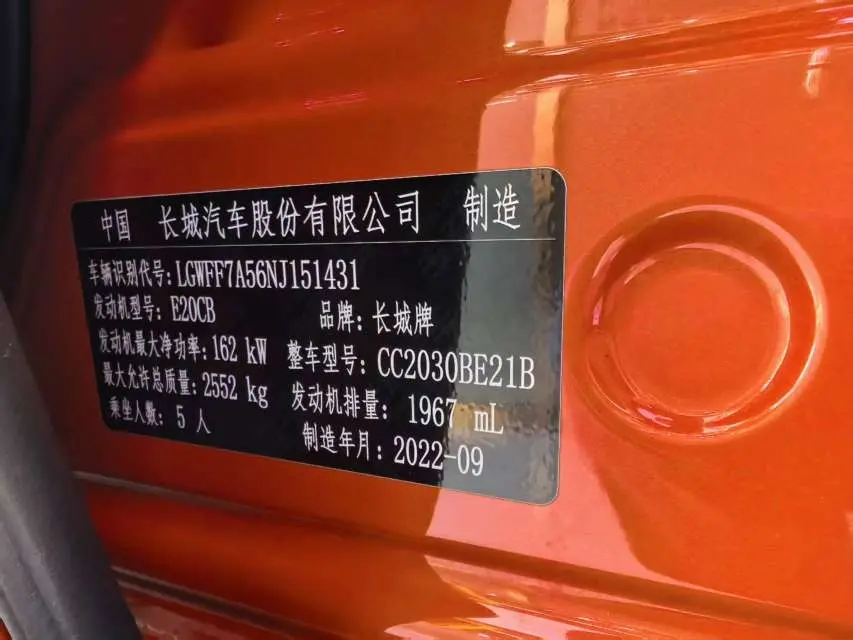 中国 长城汽车股份有限公司 制造
车辆识别代号:LGWFF7A56NJ151431
发动机型号:E20CB 品牌:长城牌
发动机最大净功率:162 kW 整车型号:CC2030BE21B
最大允许总质量:2552 kg 发动机排量:1967 mL
乘坐人数:5 人 制造年月:2022-09